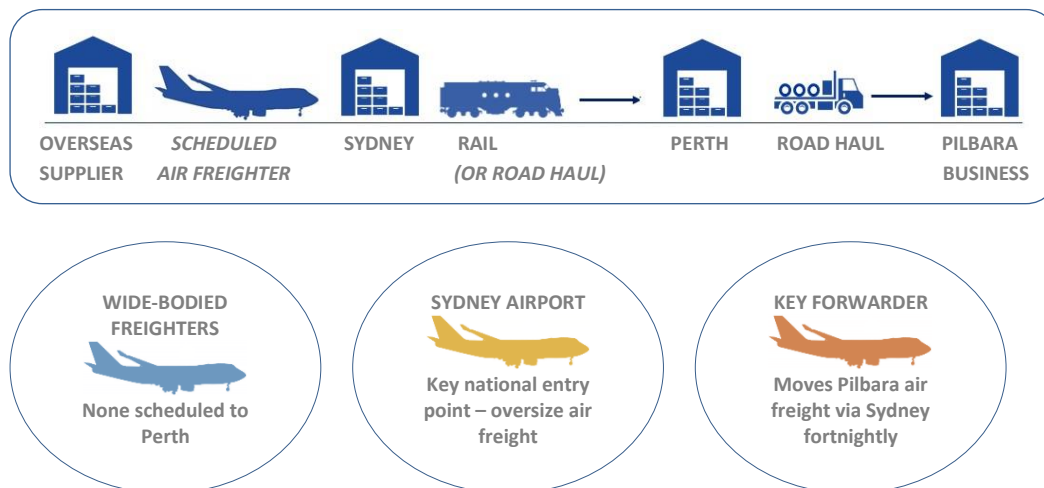 OVERSEAS SUPPLIER
SCHEDULED AIR FREIGHTER
SYDNEY
RAIL
(OR ROAD HAUL)
PERTH
ROAD HAUL
PILBARA BUSINESS
WIDE-BODIED
FREIGHTERS
None scheduled to
Perth
SYDNEY AIRPORT
Key national entry
point – oversize air
freight
KEY FORWARDER
Moves Pilbara air
freight via Sydney
fortnightly